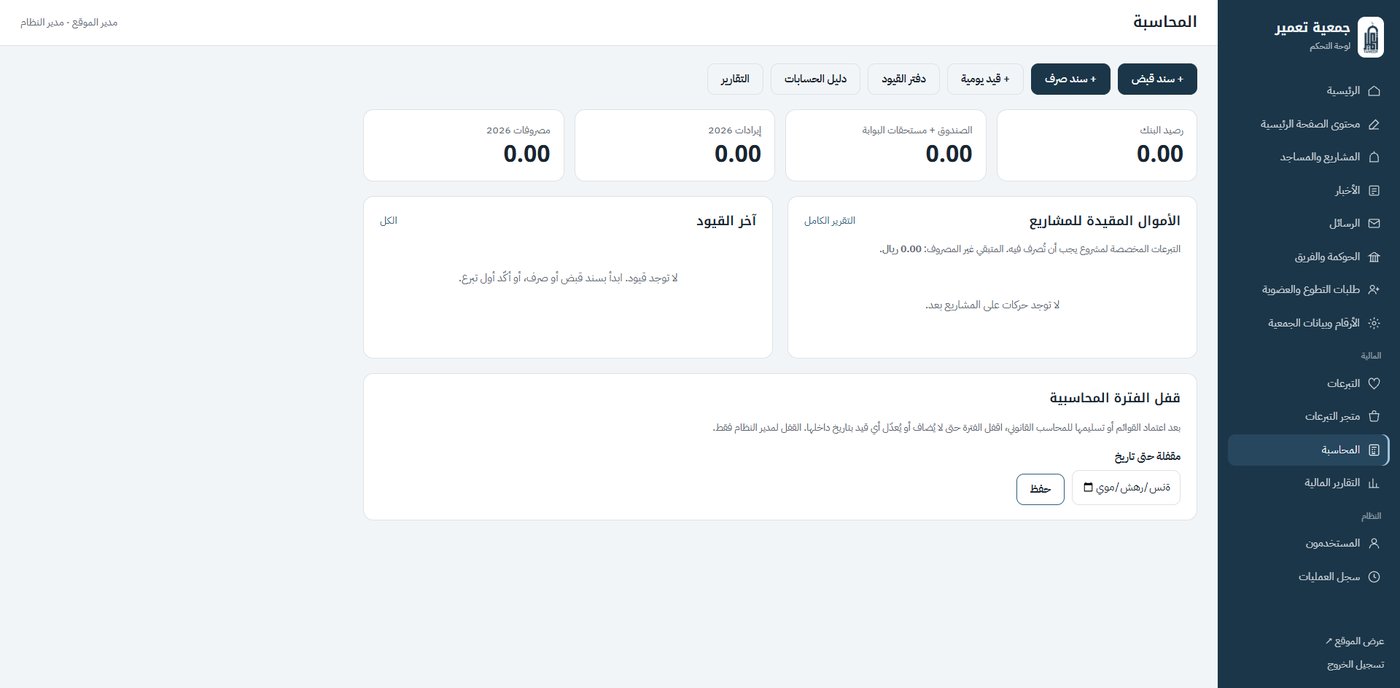 جمعية تعمير
لوحة التحكم
الرئيسية
محتوى الصفحة الرئيسية
المشاريع والمساجد
الأخبار
الرسائل
الحوكمة والفريق
طلبات التطوع والعضوية
الأرقام وبيانات الجمعية
المالية
التبرعات
متجر التبرعات
المحاسبة
التقارير المالية
النظام
المستخدمون
سجل العمليات
عرض الموقع ↗
تسجيل الخروج
المحاسبة
مدير الموقع · مدير النظام
+ سند قبض
+ سند صرف
+ قيد يومية
دفتر القيود
دليل الحسابات
التقارير
رصيد البنك
0.00
الصندوق + مستحقات البوابة
0.00
إيرادات 2026
0.00
مصروفات 2026
0.00
الأموال المقيدة للمشاريع
التقرير الكامل
التبرعات المخصصة لمشروع يجب أن تُصرف فيه. المتبقي غير المصروف: 0.00 ريال.
لا توجد حركات على المشاريع بعد.
آخر القيود
الكل
لا توجد قيود. ابدأ بسند قبض أو صرف، أو أكّد أول تبرع.
قفل الفترة المحاسبية
بعد اعتماد القوائم أو تسليمها للمحاسب القانوني، اقفل الفترة حتى لا يُضاف أو يُعدّل أي قيد بتاريخ داخلها. القفل لمدير النظام فقط.
مقفلة حتى تاريخ
ةنس/رهش/موي
حفظ